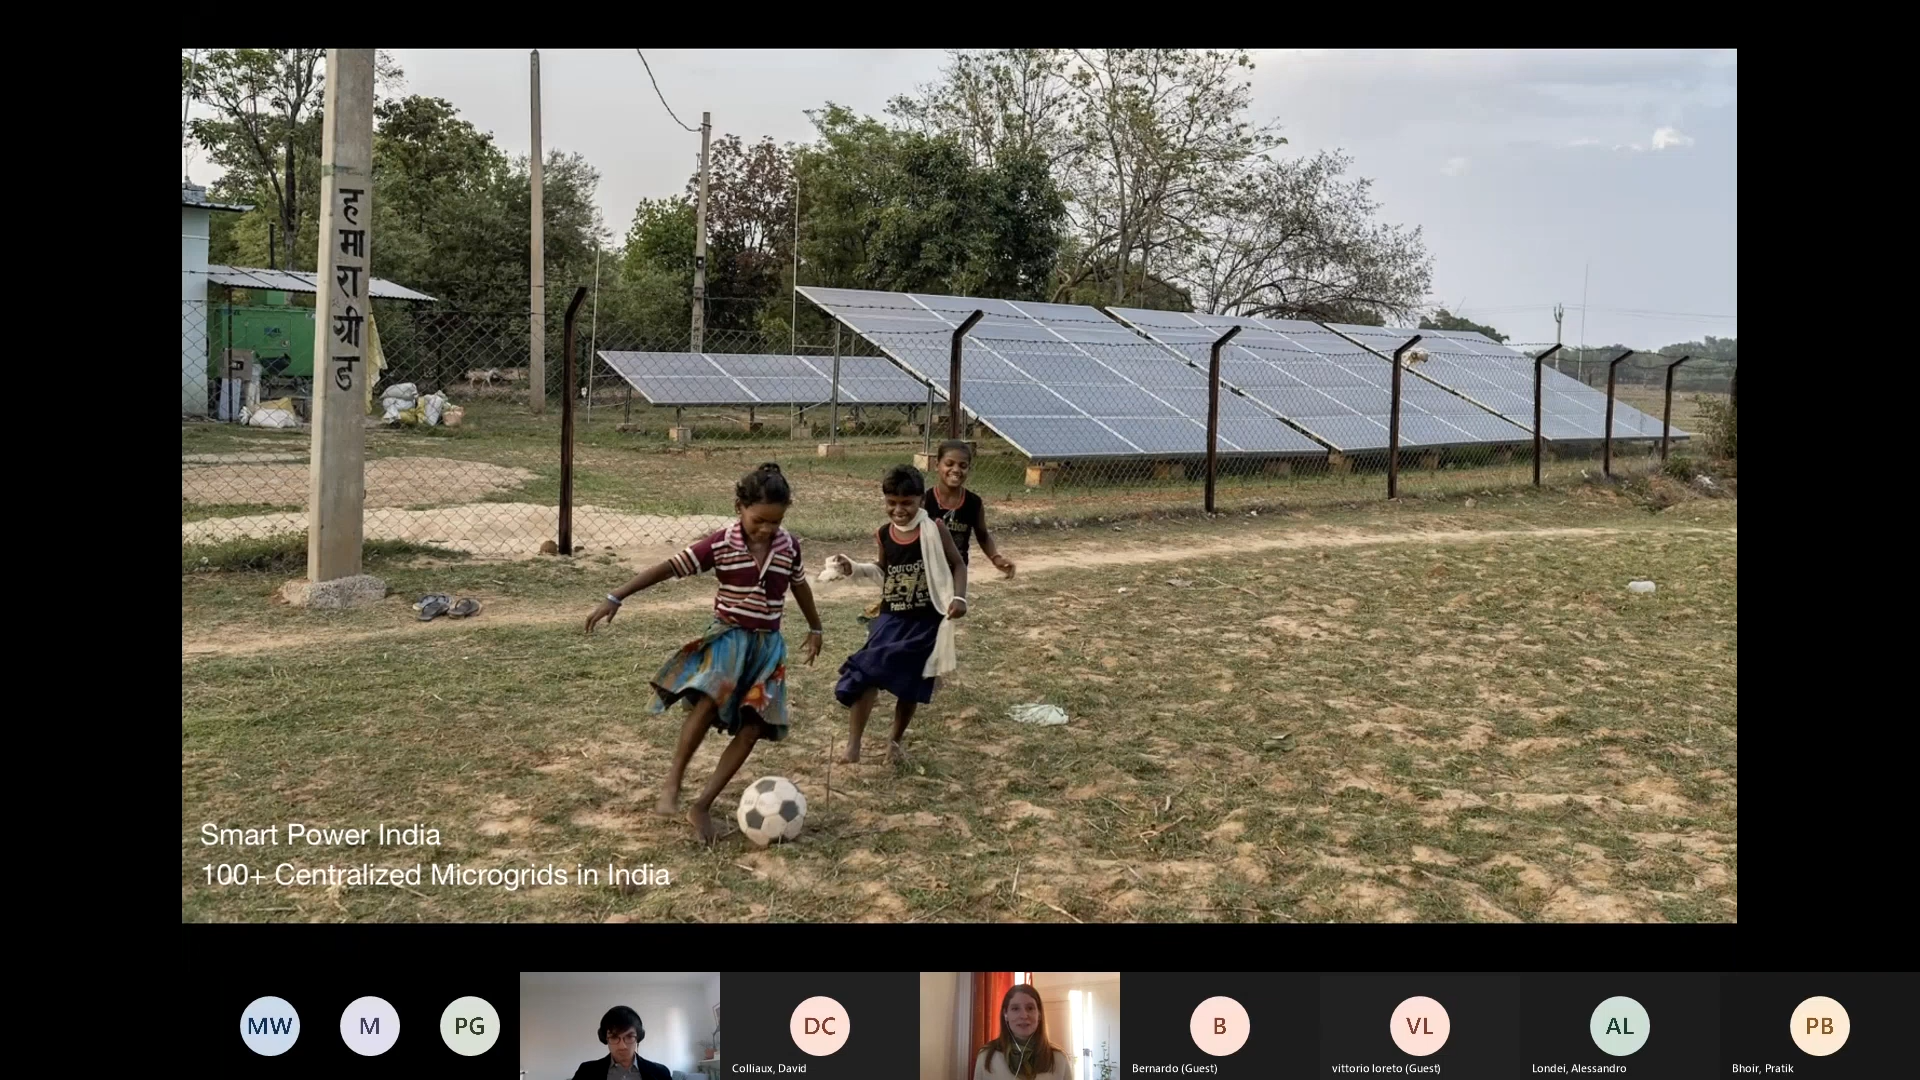 हमारा ग्रीड
Courage
Smart Power India
100+ Centralized Microgrids in India
MW
M
PG
DC
B
VL
AL
PB
Colliaux, David
Bernardo (Guest)
vittorio loreto (Guest)
Londei, Alessandro
Bhoir, Pratik